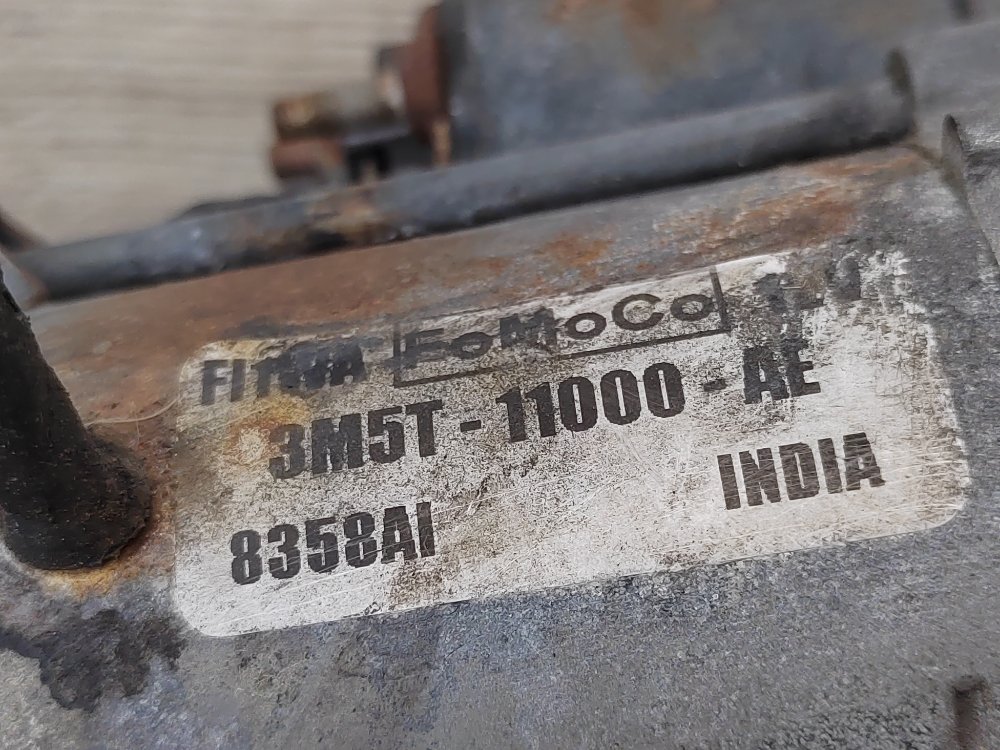 FoMoCo
3M5T-11000-AE
8358AI INDIA